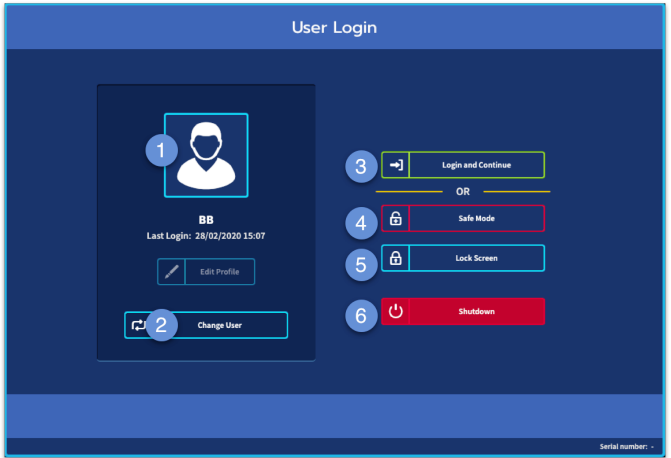 User Login
1
BB
Last Login: 28/02/2020 15:07
Edit Profile
2 Change User
3 Login and Continue
OR
4 Safe Mode
5 Lock Screen
6 Shutdown
Serial number: -